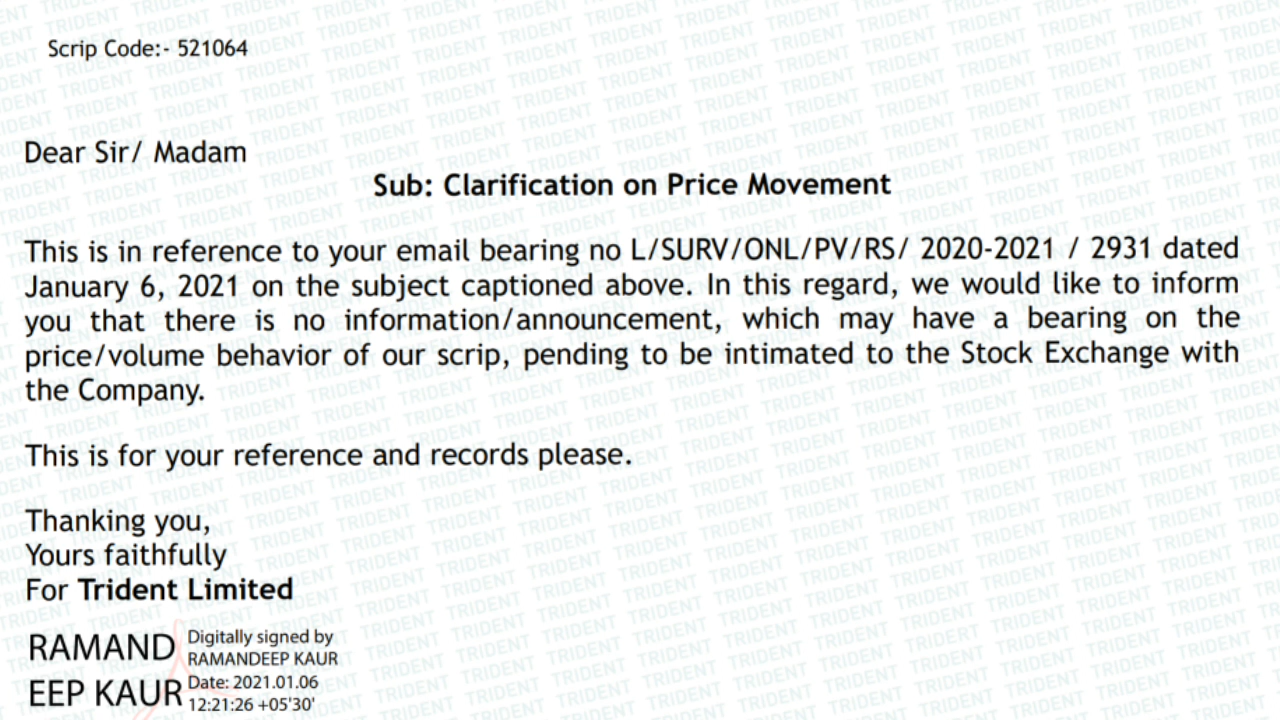 Scrip Code:- 521064
Dear Sir/ Madam
Sub: Clarification on Price Movement
This is in reference to your email bearing no L/SURV/ONL/PV/RS/ 2020-2021 / 2931 dated
January 6, 2021 on the subject captioned above. In this regard, we would like to inform
you that there is no information/announcement, which may have a bearing on the
price/volume behavior of our scrip, pending to be intimated to the Stock Exchange with
the Company.
This is for your reference and records please.
Thanking you,
Yours faithfully
For Trident Limited
RAMAND
EEP KAUR
Digitally signed by
RAMANDEEP KAUR
Date: 2021.01.06
12:21:26 +05'30'